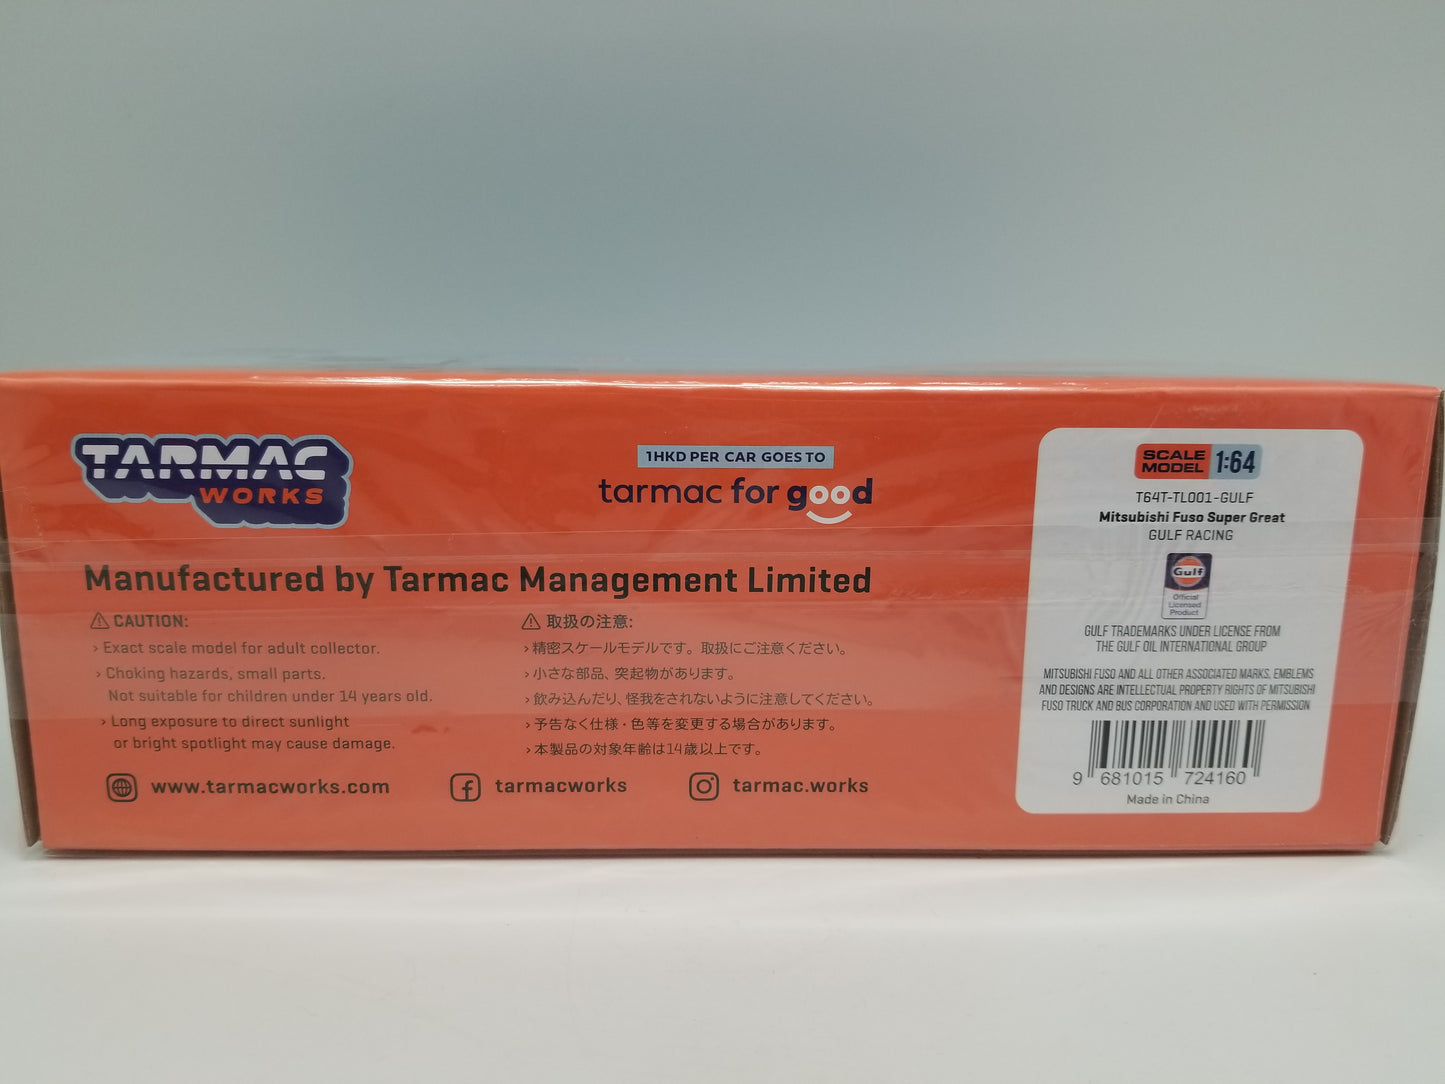 TARMAC
WORKS
1HKD PER CAR GOES TO
tarmac for good
Manufactured by Tarmac Management Limited
CAUTION:
› Exact scale model for adult collector.
› Choking hazards, small parts.
Not suitable for children under 14 years old.
› Long exposure to direct sunlight
or bright spotlight may cause damage.
取扱の注意:
› 精密スケールモデルです。取扱にご注意ください。
› 小さな部品、突起物があります。
› 飲み込んだり、怪我をされないように注意してください。
› 予告なく仕様・色等を変更する場合があります。
› 本製品の対象年齢は14歳以上です。
www.tarmacworks.com
tarmacworks
tarmac.works
SCALE
MODEL 1:64
T64T-TL001-GULF
Mitsubishi Fuso Super Great
GULF RACING
Gulf
Official
Licensed
Product
GULF TRADEMARKS UNDER LICENSE FROM
THE GULF OIL INTERNATIONAL GROUP
MITSUBISHI FUSO AND ALL OTHER ASSOCIATED MARKS, EMBLEMS
AND DESIGNS ARE INTELLECTUAL PROPERTY RIGHTS OF MITSUBISHI
FUSO TRUCK AND BUS CORPORATION AND USED WITH PERMISSION
9 681015 724160
Made in China